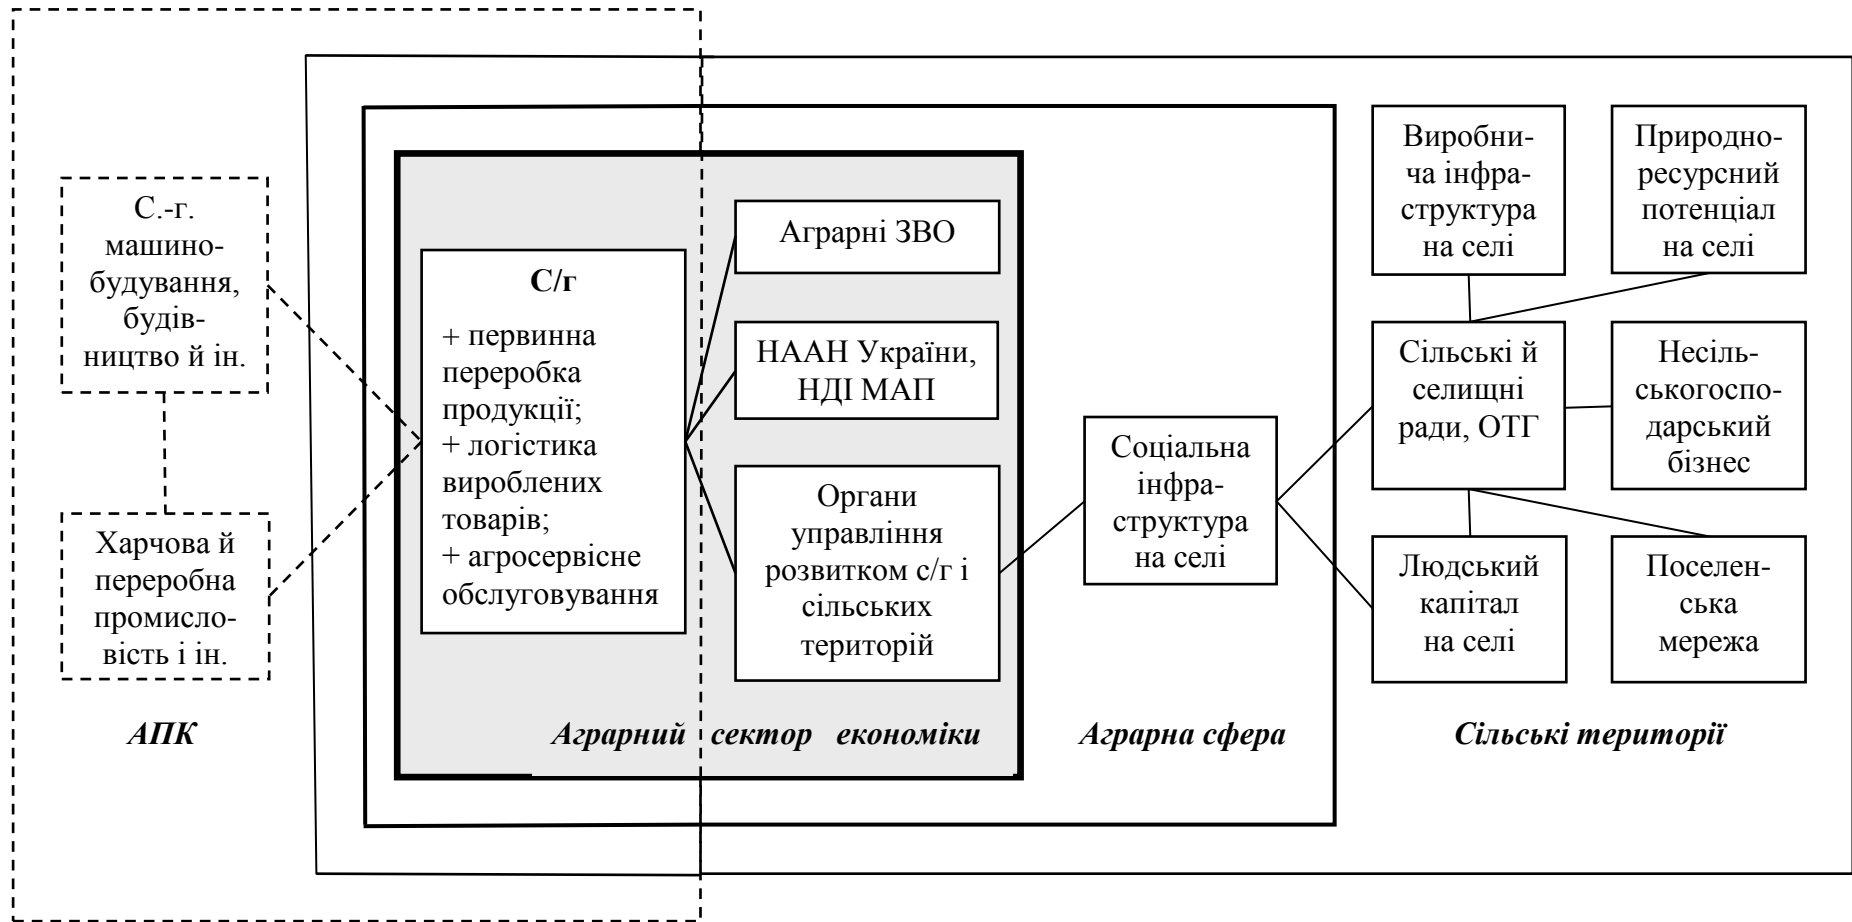 С.-г.
машино-
будування,
будів-
ництво й ін.
Харчова й
переробна
промисло-
вість і ін.
АПК
С/г
+ первинна
переробка
продукції;
+ логістика
вироблених
товарів;
+ агросервісне
обслуговування
Аграрні ЗВО
НААН України,
НДІ МАП
Органи
управління
розвитком с/г і
сільських
територій
Аграрний сектор економіки
Соціальна
інфра-
структура
на селі
Аграрна сфера
Виробни-
ча інфра-
структура
на селі
Природно-
ресурсний
потенціал
на селі
Сільські й
селищні
ради, ОТГ
Несіль-
ськогоспо-
дарський
бізнес
Людський
капітал
на селі
Поселен-
ська
мережа
Сільські території